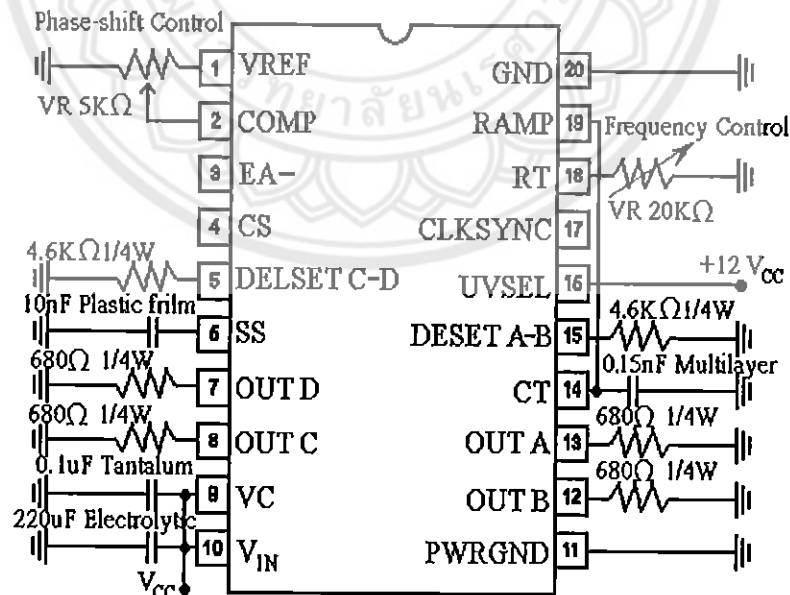 Phase-shift Control
1 VREF
VR 5KΩ
2 COMP
3 EA-
4 CS
4.6KΩ1/4W
5 DELSET C-D
10nF Plastic frilm
6 SS
680Ω 1/4W
7 OUT D
680Ω 1/4W
8 OUT C
0.1uF Tantalum
9 VC
220uF Electrolytic
10 VIN
VCC
GND 20
RAMP 19
Frequency Control
RT 18
VR 20KΩ
CLKSYNC 17
+12 VCC
UVSEL 16
4.6KΩ1/4W
DESET A-B 15
0.15nF Multilayer
CT 14
680Ω 1/4W
OUT A 13
680Ω 1/4W
OUT B 12
PWRGND 11